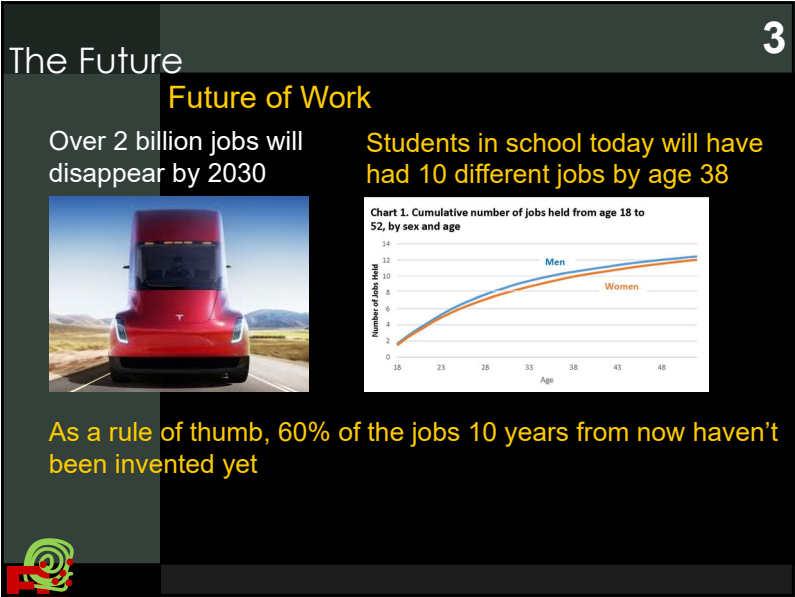 3
The Future
Future of Work
Over 2 billion jobs will
disappear by 2030
Students in school today will have
had 10 different jobs by age 38
Chart 1. Cumulative number of jobs held from age 18 to
52, by sex and age
Number of Jobs Held
14
12
10
8
6
4
2
0
Men
Women
18 23 28 33 38 43 48
Age
As a rule of thumb, 60% of the jobs 10 years from now haven’t
been invented yet